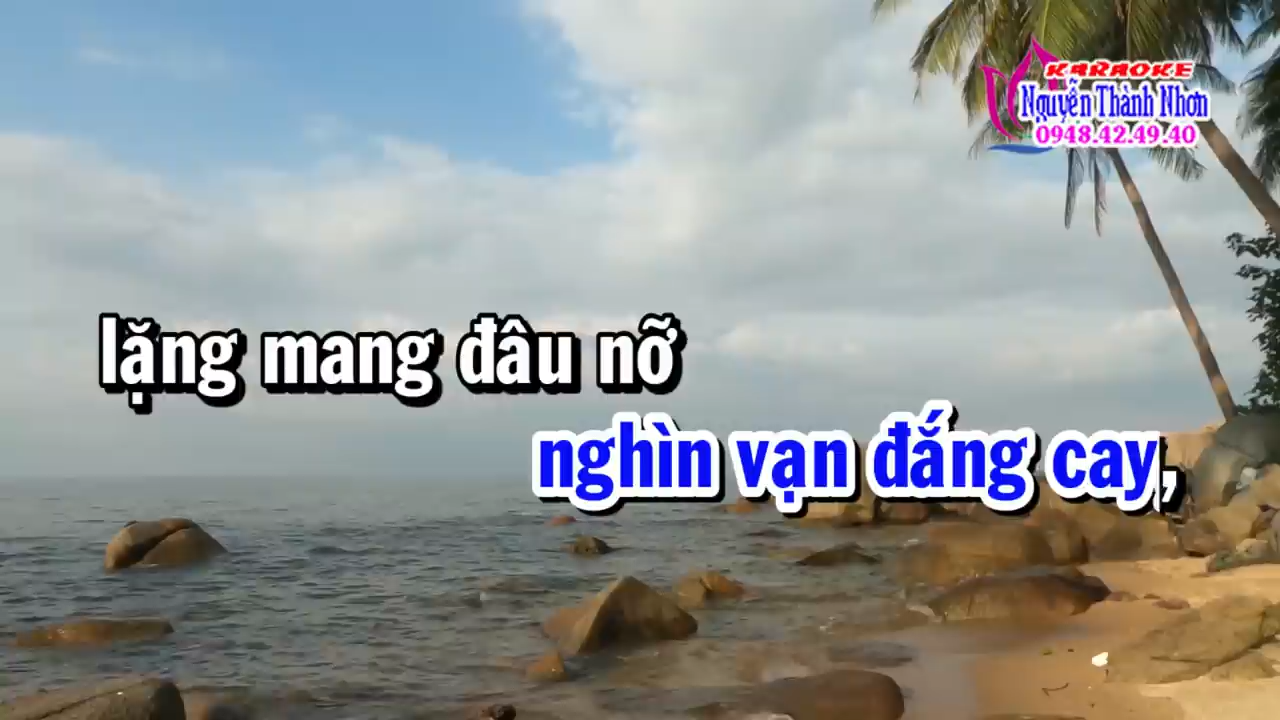 KARAOKE
Nguyễn Thành Nhơn
0948.42.49.40
lặng mang đâu nỡ
nghìn vạn đắng cay,